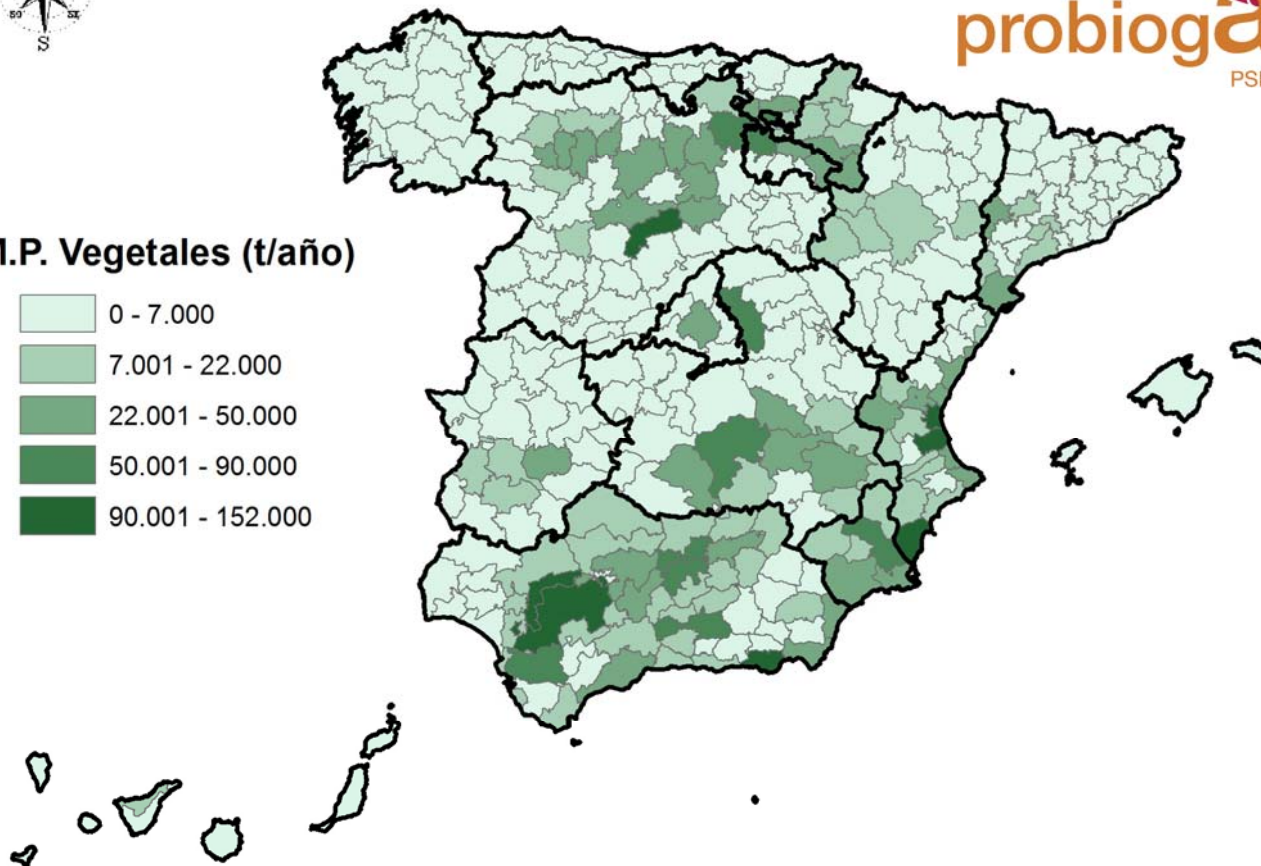 S
probiog
PSE
M.P. Vegetales (t/año)
0 - 7.000
7.001 - 22.000
22.001 - 50.000
50.001 - 90.000
90.001 - 152.000